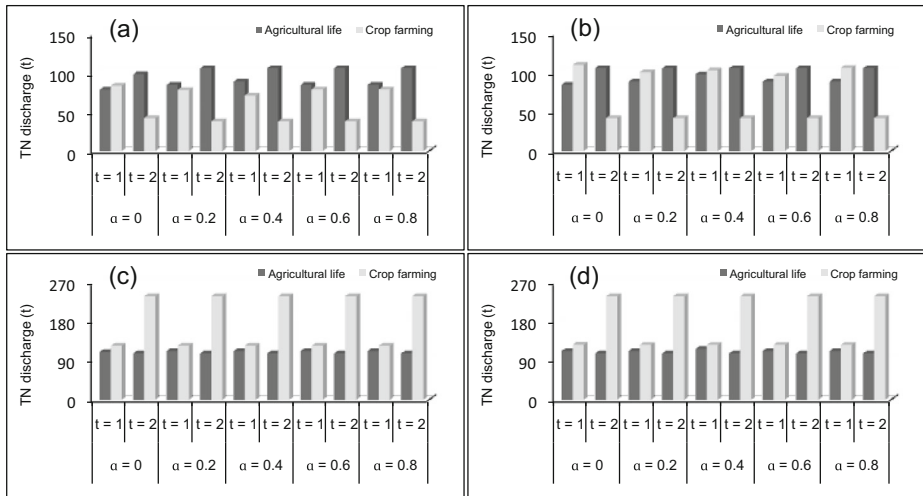 (a)
Agricultural life
Crop farming
TN discharge (t)
150
100
50
0
t = 1 t = 2 t = 1 t = 2 t = 1 t = 2 t = 1 t = 2 t = 1 t = 2
α = 0 α = 0.2 α = 0.4 α = 0.6 α = 0.8
(b)
Agricultural life
Crop farming
TN discharge (t)
150
100
50
0
t = 1 t = 2 t = 1 t = 2 t = 1 t = 2 t = 1 t = 2 t = 1 t = 2
α = 0 α = 0.2 α = 0.4 α = 0.6 α = 0.8
(c)
Agricultural life
Crop farming
TN discharge (t)
270
180
90
0
t = 1 t = 2 t = 1 t = 2 t = 1 t = 2 t = 1 t = 2 t = 1 t = 2
α = 0 α = 0.2 α = 0.4 α = 0.6 α = 0.8
(d)
Agricultural life
Crop farming
TN discharge (t)
270
180
90
0
t = 1 t = 2 t = 1 t = 2 t = 1 t = 2 t = 1 t = 2 t = 1 t = 2
α = 0 α = 0.2 α = 0.4 α = 0.6 α = 0.8